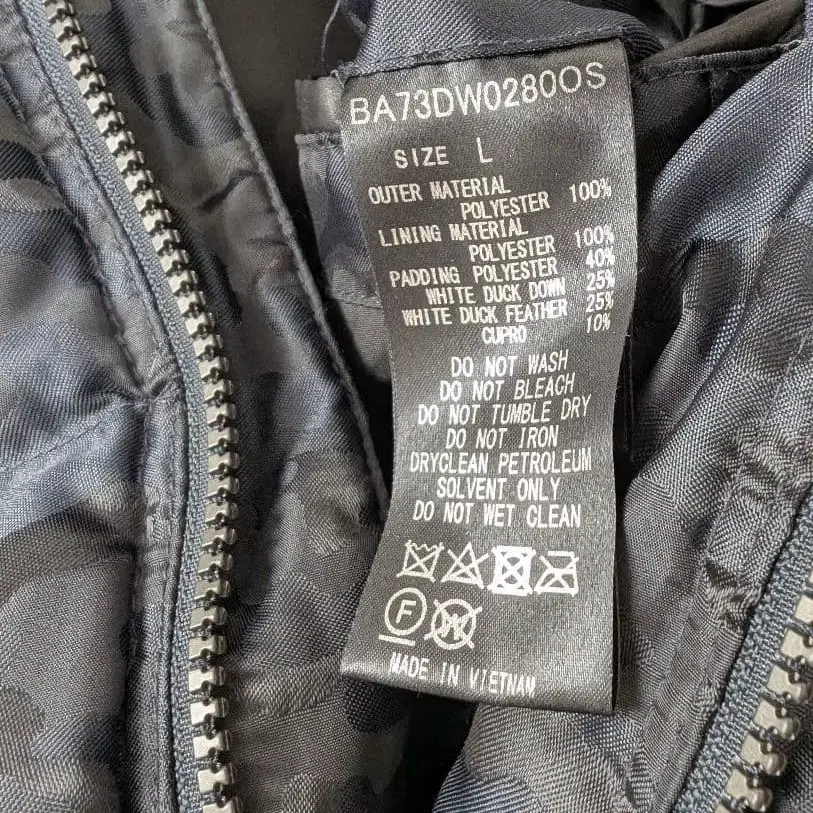 BA73DW02800S
SIZE L
OUTER MATERIAL
POLYESTER 100%
LINING MATERIAL
POLYESTER 100%
PADDING POLYESTER 40%
WHITE DUCK DOWN 25%
WHITE DUCK FEATHER 25%
CUPRO 10%
DO NOT WASH
DO NOT BLEACH
DO NOT TUMBLE DRY
DO NOT IRON
DRYCLEAN PETROLEUM
SOLVENT ONLY
DO NOT WET CLEAN
F
W
MADE IN VIETNAM